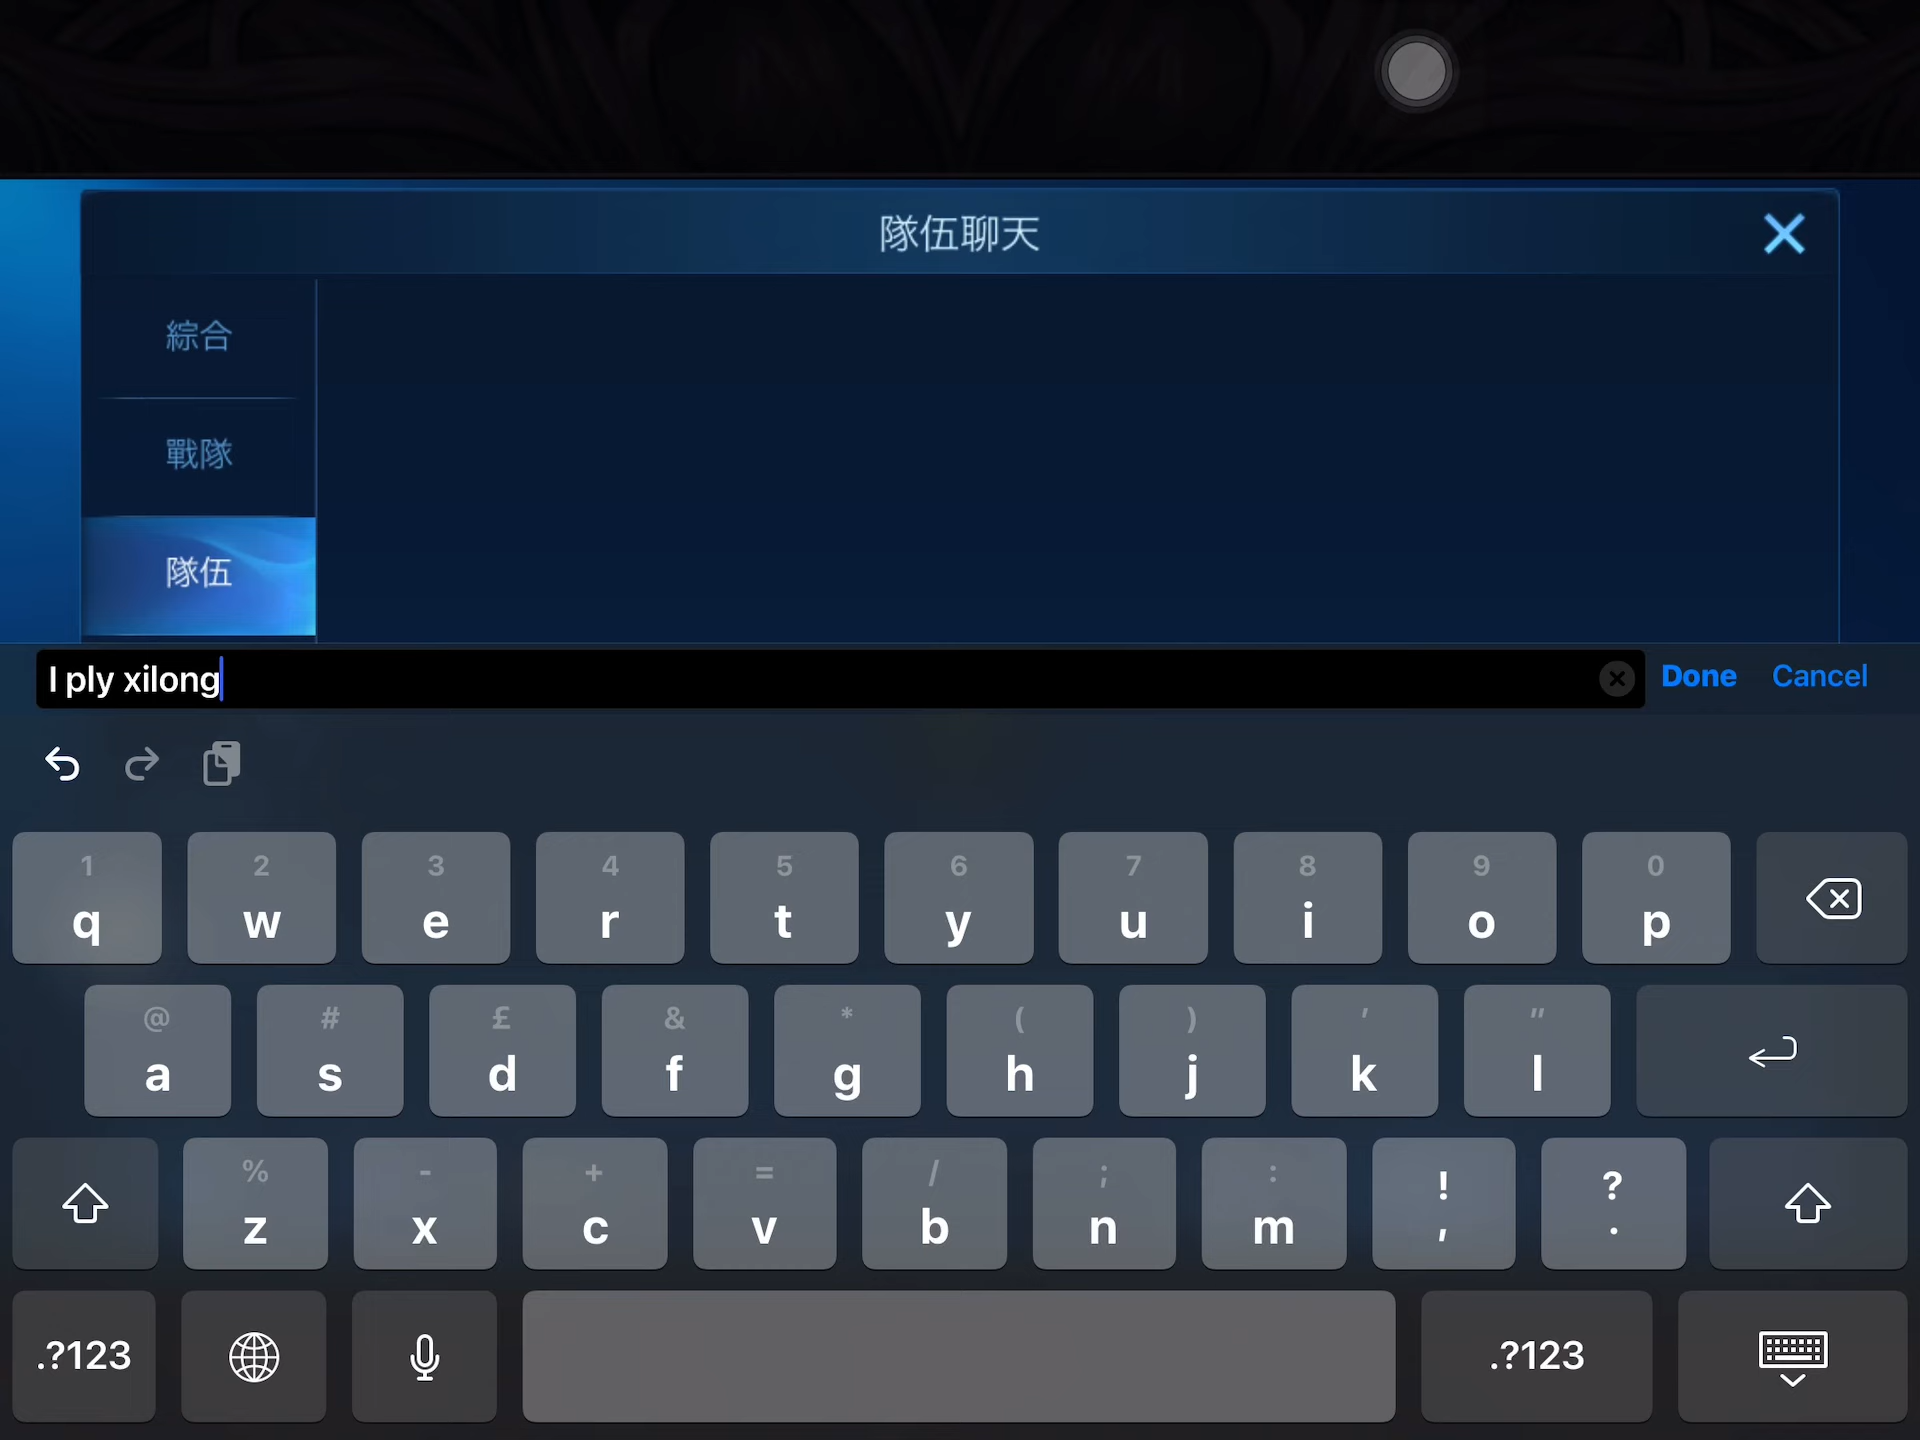 隊伍聊天
綜合
戰隊
隊伍
I ply xilong
Done Cancel
1 2 3 4 5 6 7 8 9 0
q w e r t y u i o p
@ # £ & * ( ) ' "
a s d f g h j k l
% - + = / ; : ! ?
z x c v b n m , .
.?123 .?123